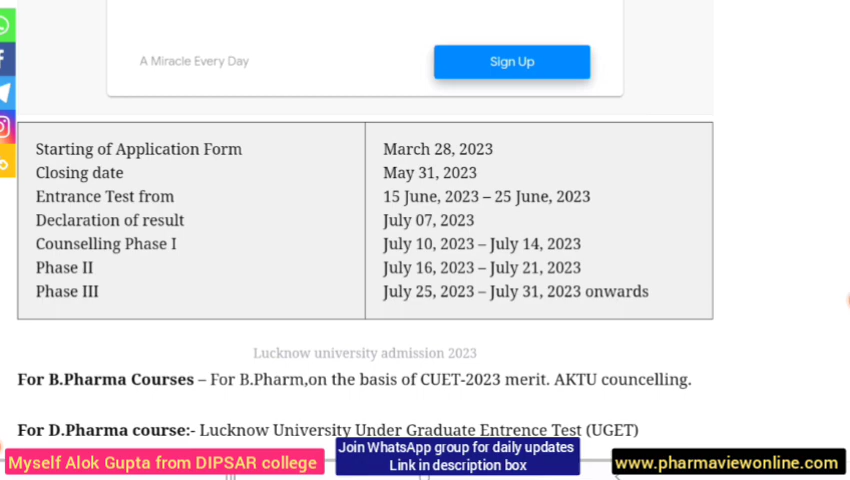 A Miracle Every Day
Sign Up
Starting of Application Form March 28, 2023
Closing date May 31, 2023
Entrance Test from 15 June, 2023 – 25 June, 2023
Declaration of result July 07, 2023
Counselling Phase I July 10, 2023 – July 14, 2023
Phase II July 16, 2023 – July 21, 2023
Phase III July 25, 2023 – July 31, 2023 onwards
Lucknow university admission 2023
For B.Pharma Courses – For B.Pharm,on the basis of CUET-2023 merit. AKTU councelling.
For D.Pharma course:- Lucknow University Under Graduate Entrence Test (UGET)
Myself Alok Gupta from DIPSAR college
Join WhatsApp group for daily updates
Link in description box
www.pharmaviewonline.com